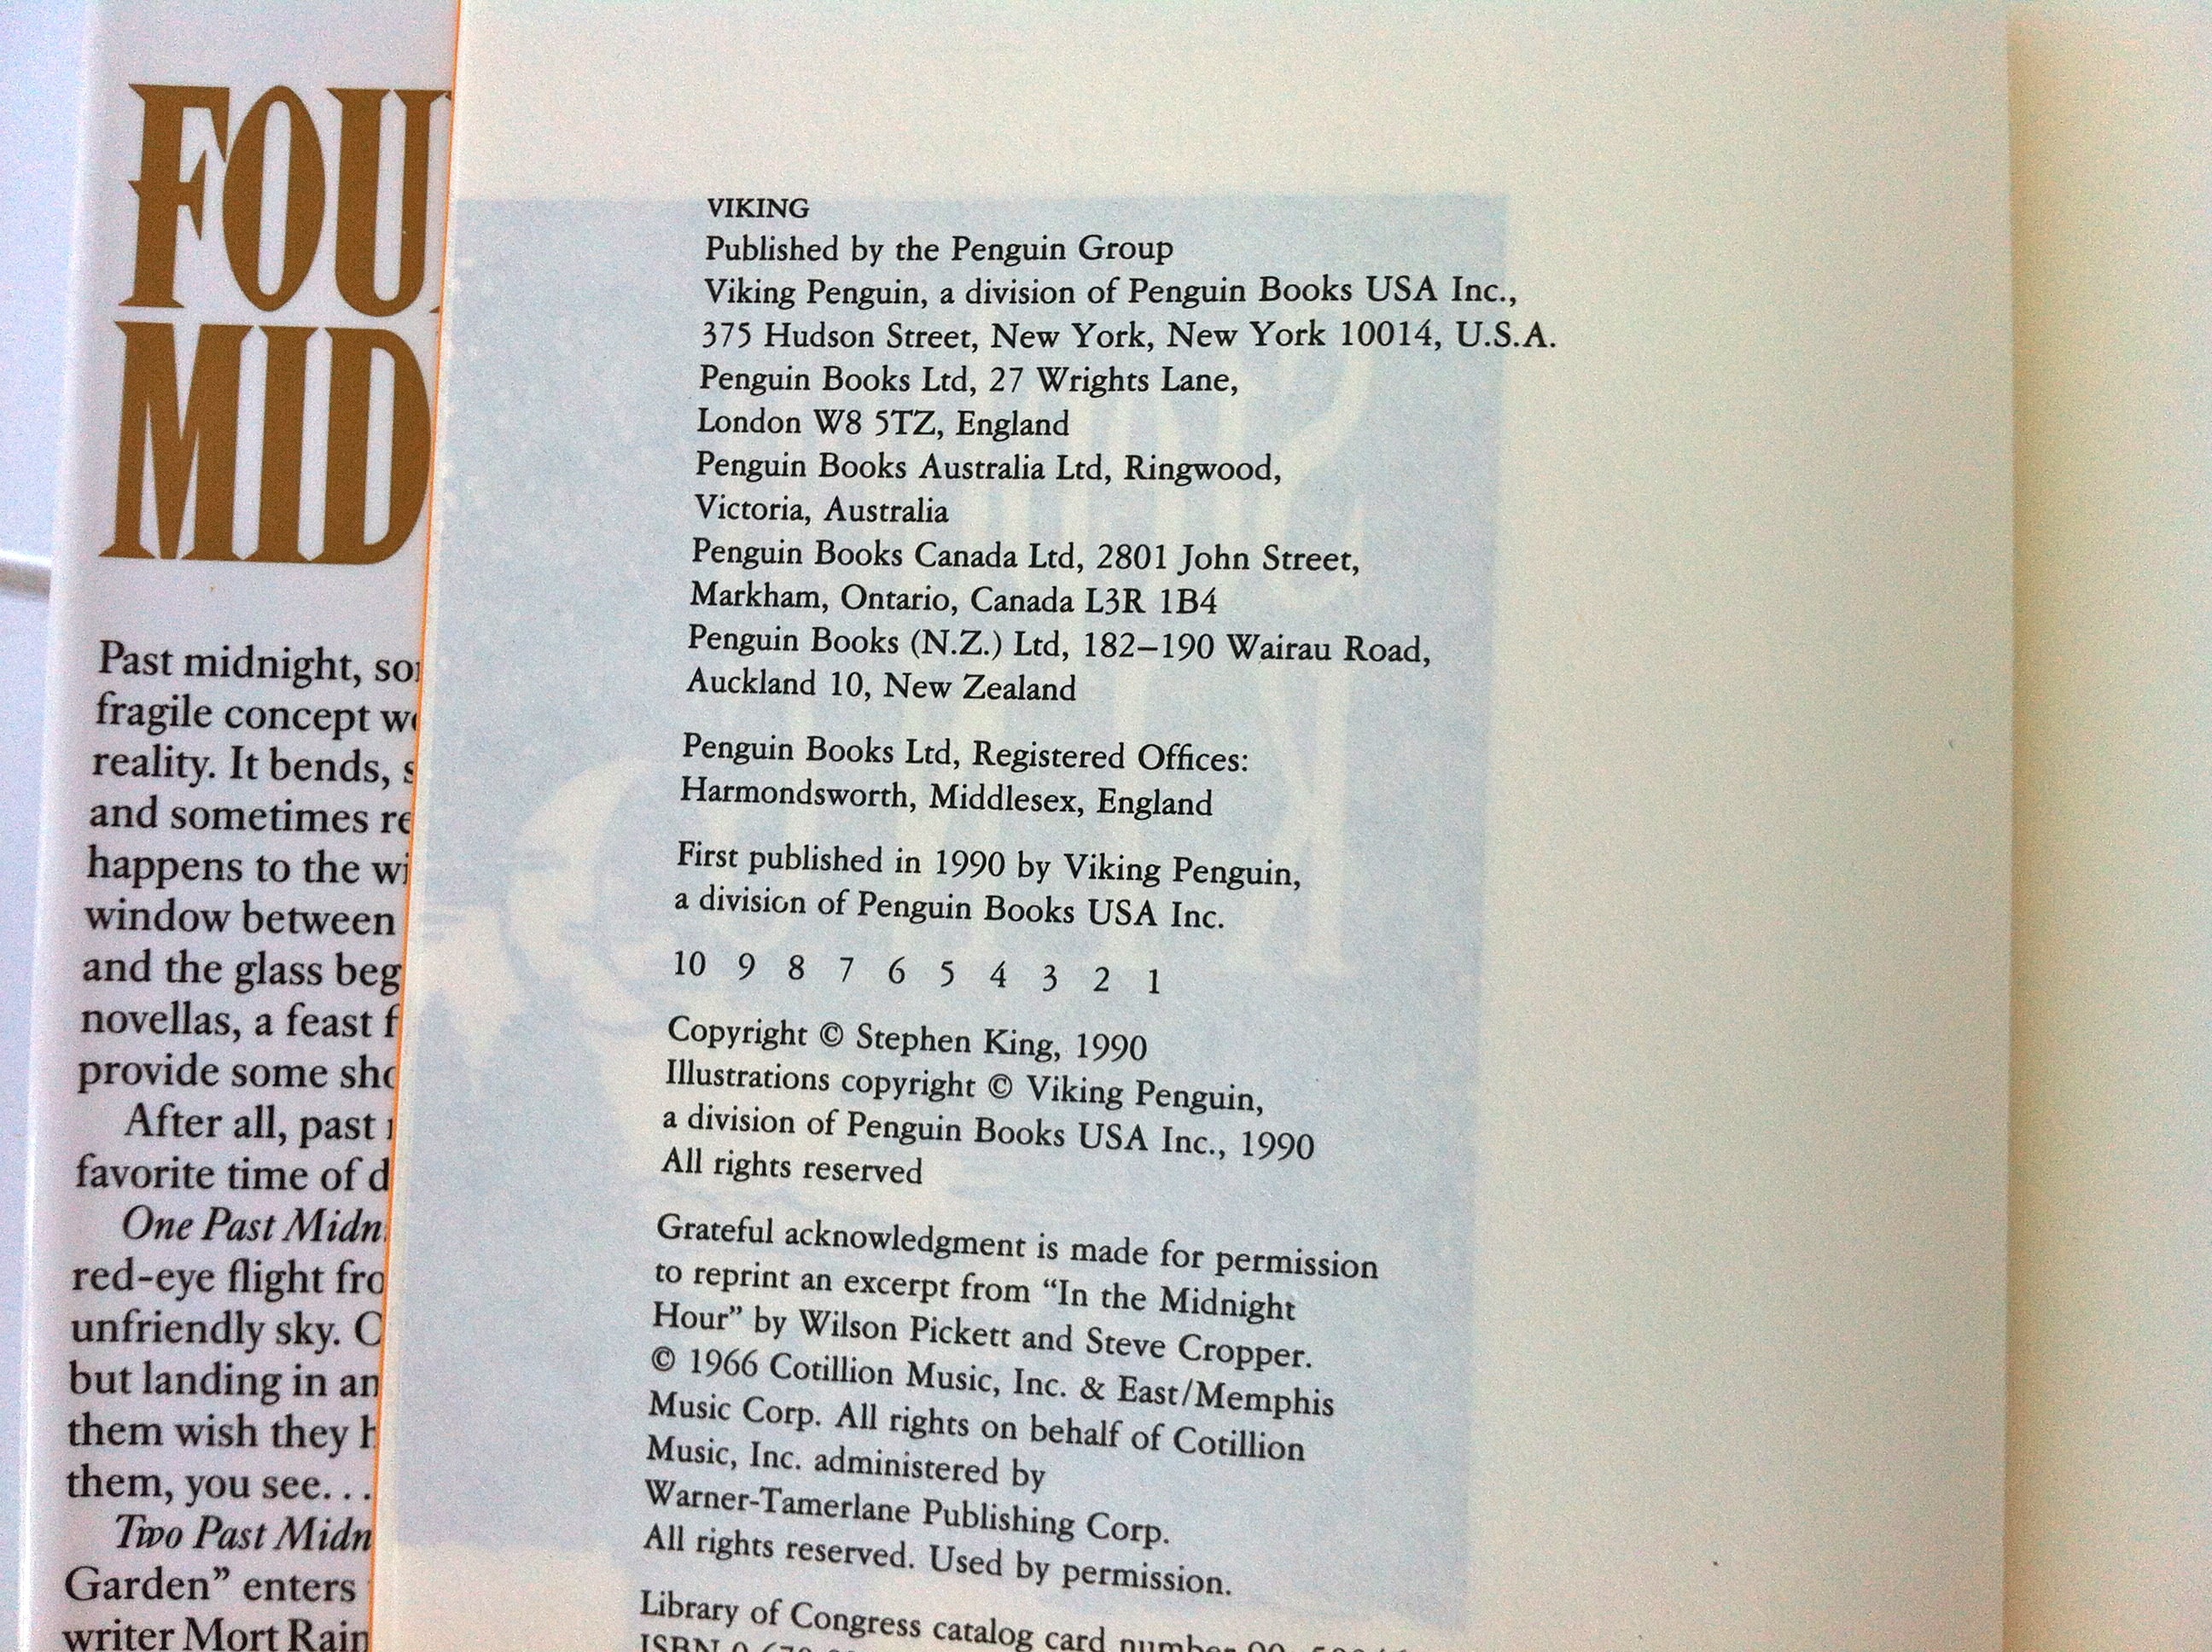 FOU
MID
Past midnight,
fragile concept
reality. It bends,
and sometimes
happens to the
window between
and the glass
novellas, a feast
provide some
After all, past
favorite time of
One Past
red-eye flight
unfriendly sky.
but landing in
them wish they
them, you see. . .
Two Past
Garden" enters
writer Mort
VIKING
Published by the Penguin Group
Viking Penguin, a division of Penguin Books USA Inc.,
375 Hudson Street, New York, New York 10014, U.S.A.
Penguin Books Ltd, 27 Wrights Lane,
London W8 5TZ, England
Penguin Books Australia Ltd, Ringwood,
Victoria, Australia
Penguin Books Canada Ltd, 2801 John Street,
Markham, Ontario, Canada L3R 1B4
Penguin Books (N.Z.) Ltd, 182–190 Wairau Road,
Auckland 10, New Zealand
Penguin Books Ltd, Registered Offices:
Harmondsworth, Middlesex, England
First published in 1990 by Viking Penguin,
a division of Penguin Books USA Inc.
10 9 8 7 6 5 4 3 2 1
Copyright © Stephen King, 1990
Illustrations copyright © Viking Penguin,
a division of Penguin Books USA Inc., 1990
All rights reserved
Grateful acknowledgment is made for permission
to reprint an excerpt from "In the Midnight
Hour" by Wilson Pickett and Steve Cropper.
© 1966 Cotillion Music, Inc. & East/Memphis
Music Corp. All rights on behalf of Cotillion
Music, Inc. administered by
Warner-Tamerlane Publishing Corp.
All rights reserved. Used by permission.
Library of Congress catalog card number
ISBN